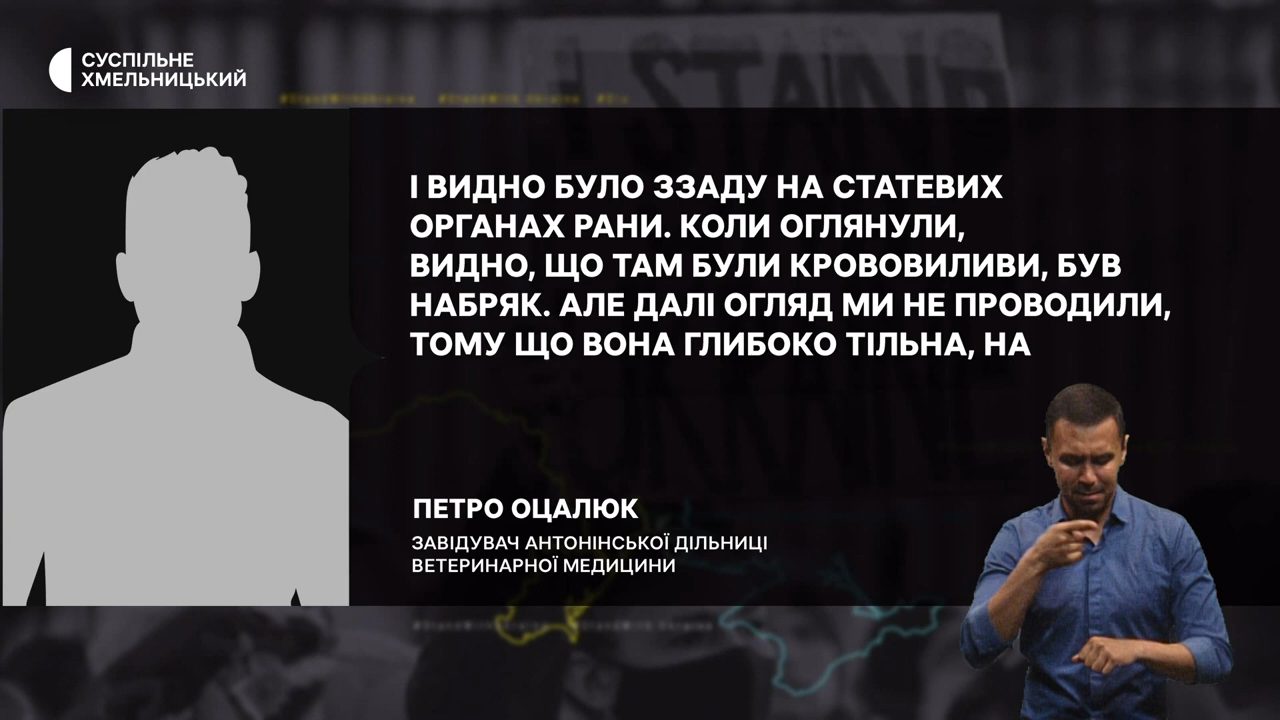 СУСПІЛЬНЕ
ХМЕЛЬНИЦЬКИЙ
I STAND
І ВИДНО БУЛО ЗЗАДУ НА СТАТЕВИХ
ОРГАНАХ РАНИ. КОЛИ ОГЛЯНУЛИ,
ВИДНО, ЩО ТАМ БУЛИ КРОВОВИЛИВИ, БУВ
НАБРЯК. АЛЕ ДАЛІ ОГЛЯД МИ НЕ ПРОВОДИЛИ,
ТОМУ ЩО ВОНА ГЛИБОКО ТІЛЬНА, НА
ПЕТРО ОЦАЛЮК
ЗАВІДУВАЧ АНТОНІНСЬКОЇ ДІЛЬНИЦІ
ВЕТЕРИНАРНОЇ МЕДИЦИНИ